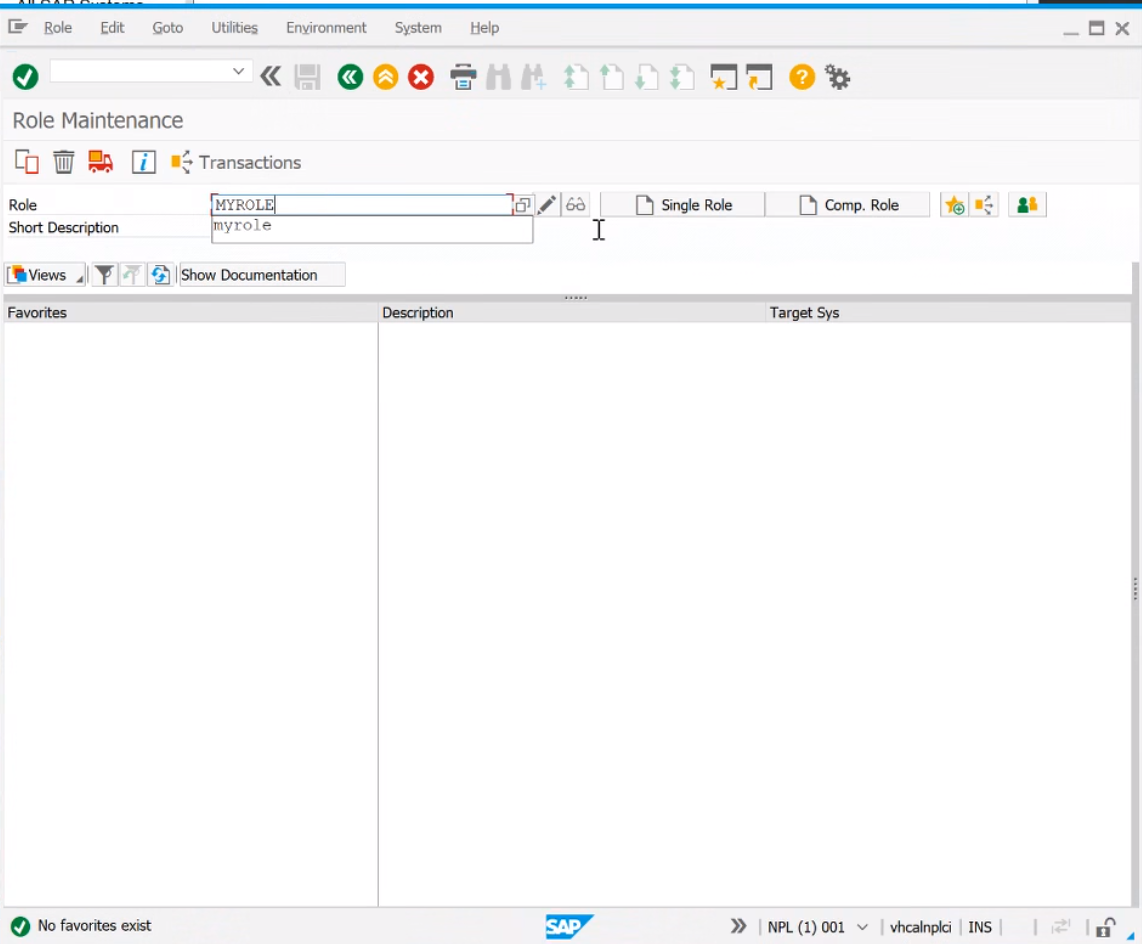 Role Edit Goto Utilities Environment System Help
Role Maintenance
i Transactions
Role MYROLE Single Role Comp. Role
myrole
Short Description
Views Show Documentation
Favorites Description Target Sys
No favorites exist SAP NPL (1) 001 vhcalnplci INS